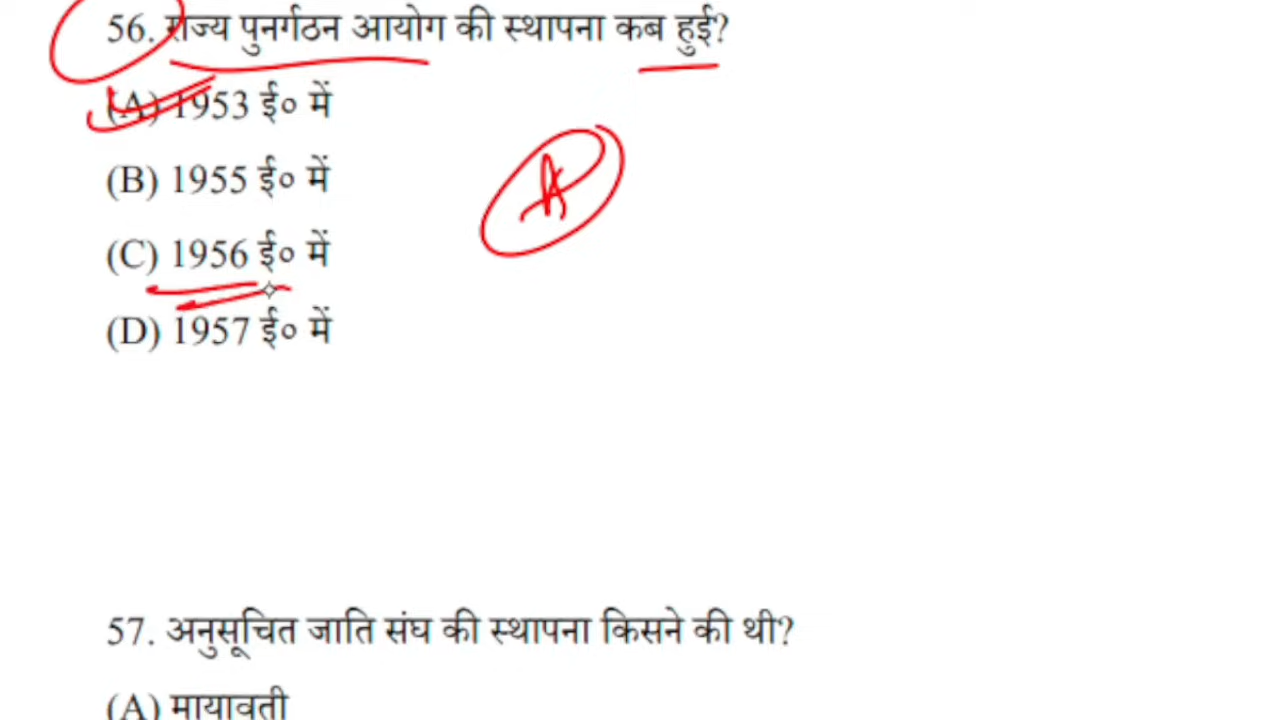 56. राज्य पुनर्गठन आयोग की स्थापना कब हुई?
(A) 1953 ई० में
A
(B) 1955 ई० में
(C) 1956 ई० में
(D) 1957 ई० में
57. अनुसूचित जाति संघ की स्थापना किसने की थी?
(A) मायावती